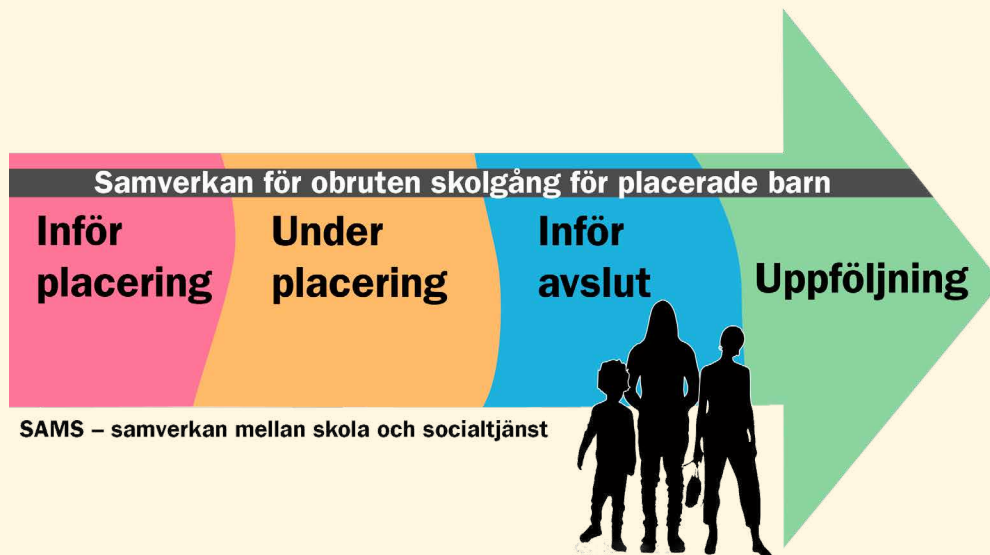 Samverkan för obruten skolgång för placerade barn
Inför
placering
Under
placering
Inför
avslut
Uppföljning
SAMS – samverkan mellan skola och socialtjänst